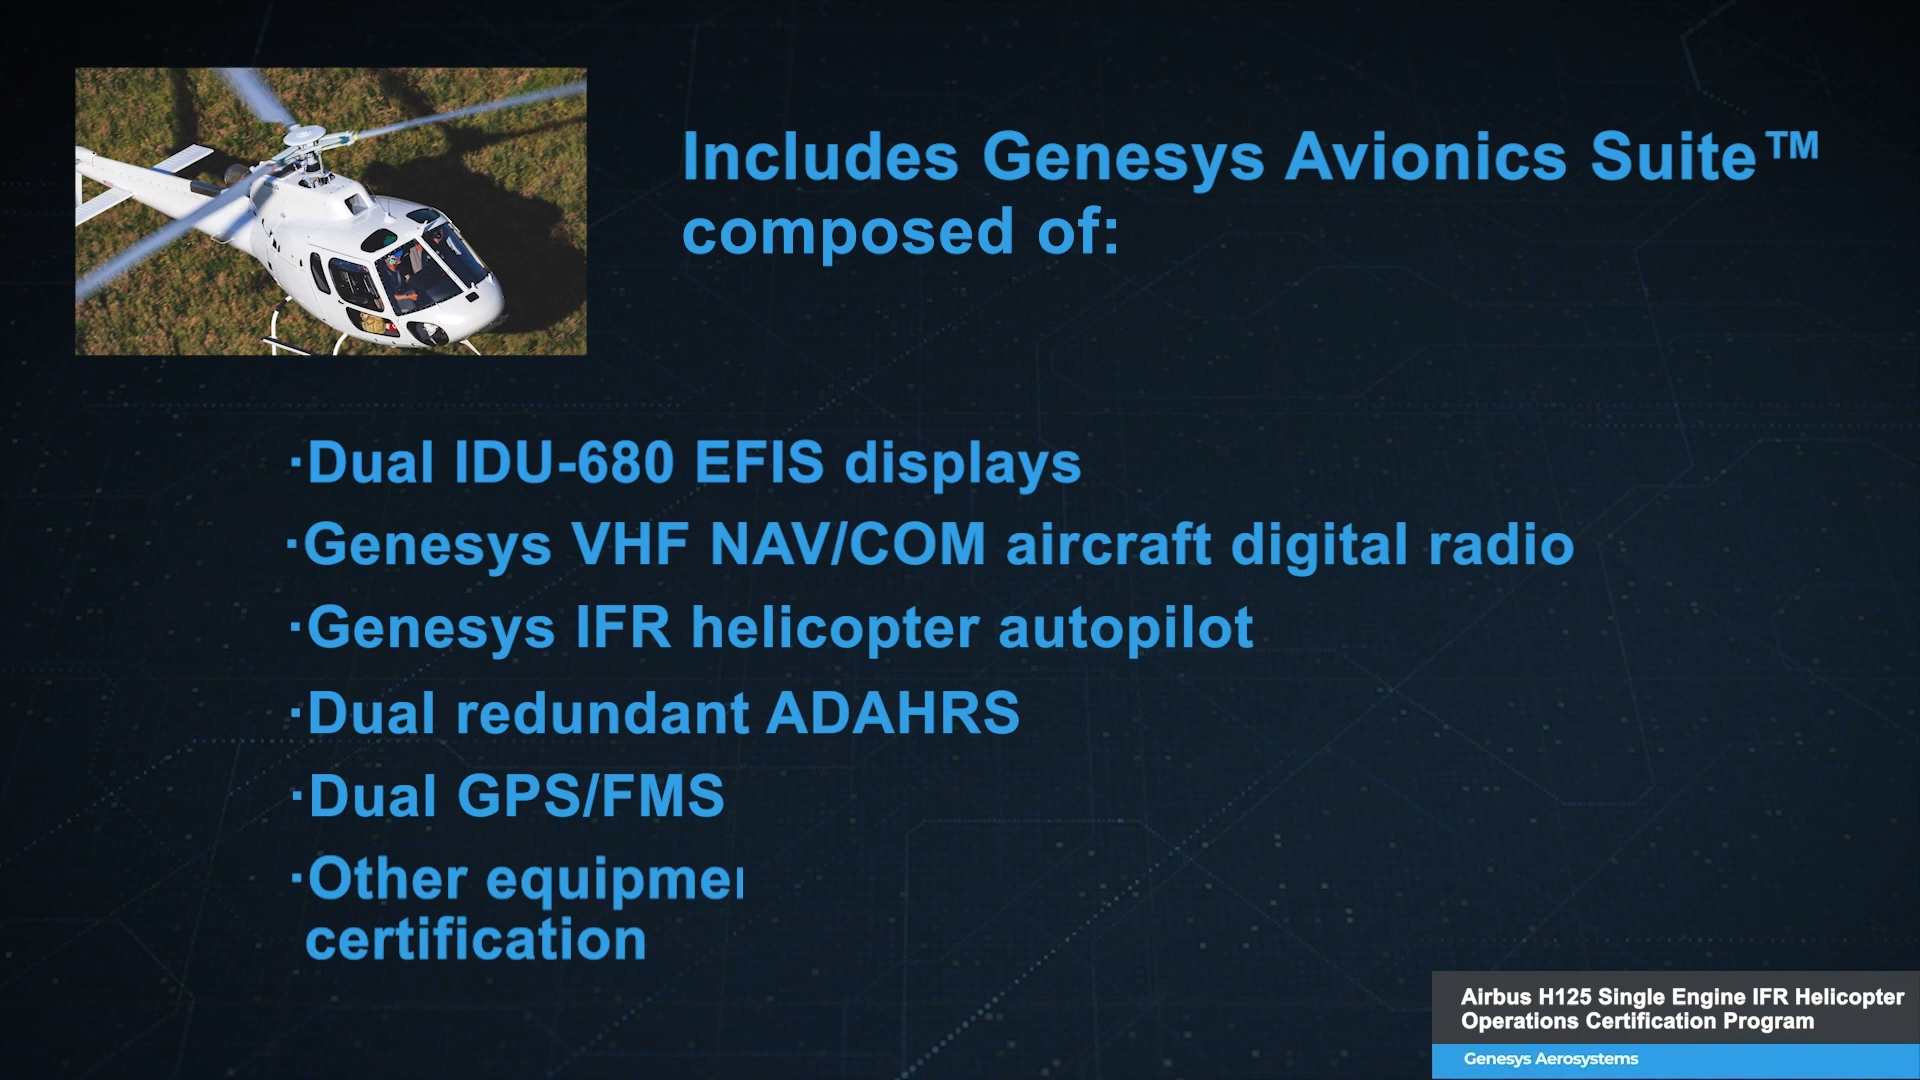 Includes Genesys Avionics Suite™
composed of:
·Dual IDU-680 EFIS displays
·Genesys VHF NAV/COM aircraft digital radio
·Genesys IFR helicopter autopilot
·Dual redundant ADAHRS
·Dual GPS/FMS
·Other
certification
Airbus H125 Single Engine IFR Helicopter
Operations Certification Program
Genesys Aerosystems